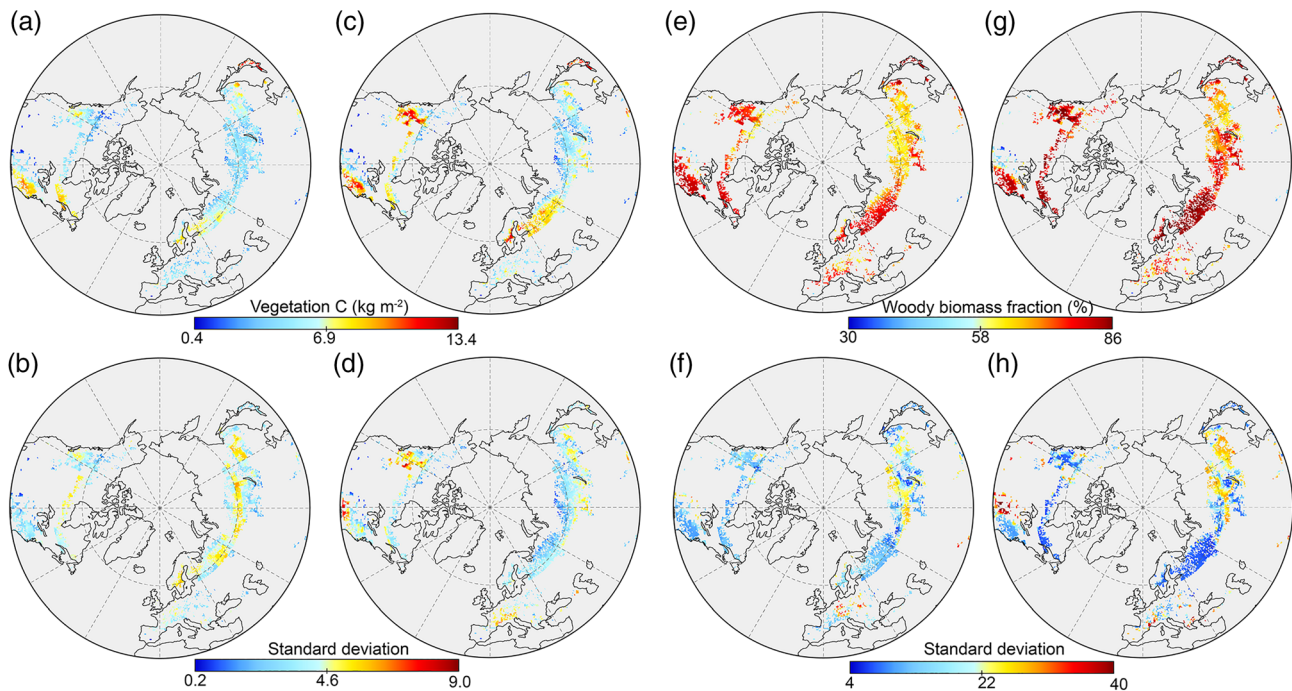 (a) (c) (e) (g)
Vegetation C (kg m⁻²)
0.4 6.9 13.4
Woody biomass fraction (%)
30 58 86
(b) (d) (f) (h)
Standard deviation
0.2 4.6 9.0
Standard deviation
4 22 40